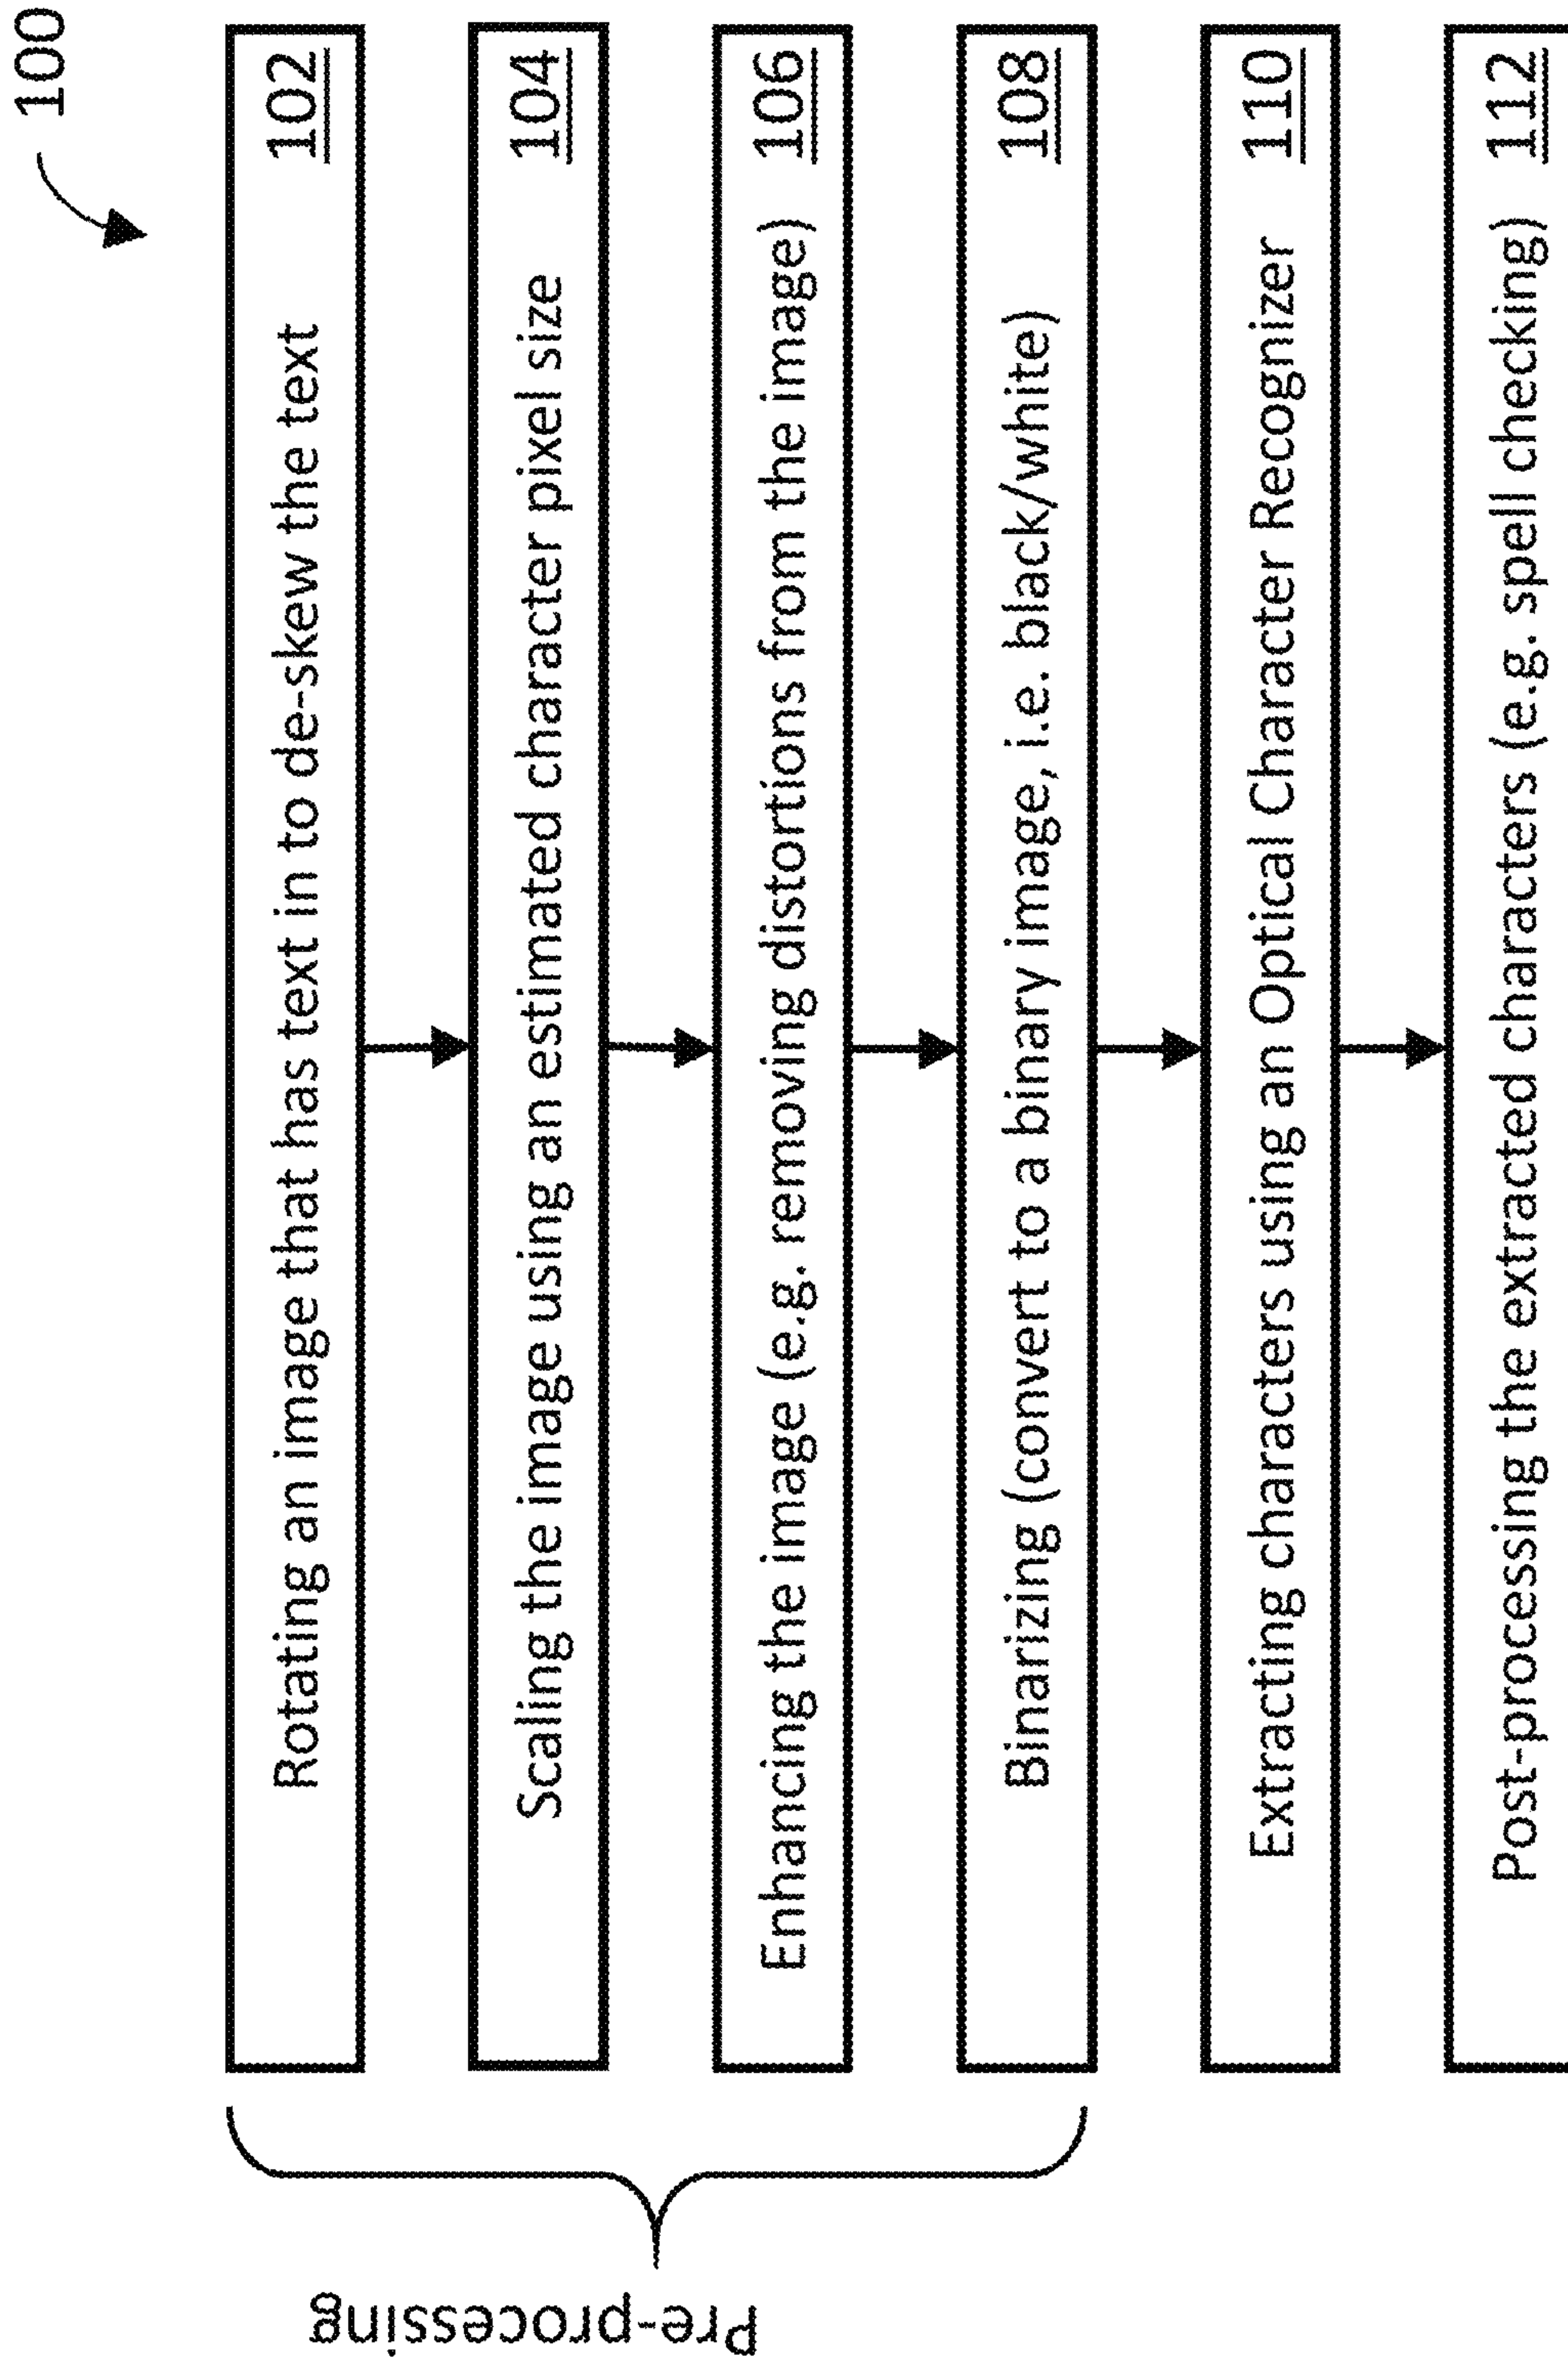 100
Rotating an image that has text in to de-skew the text 102
Scaling the image using an estimated character pixel size 104
Enhancing the image (e.g. removing distortions from the image) 106
Binarizing (convert to a binary image, i.e. black/white) 108
Extracting characters using an Optical Character Recognizer 110
Post-processing the extracted characters (e.g. spell checking) 112
Pre-processing